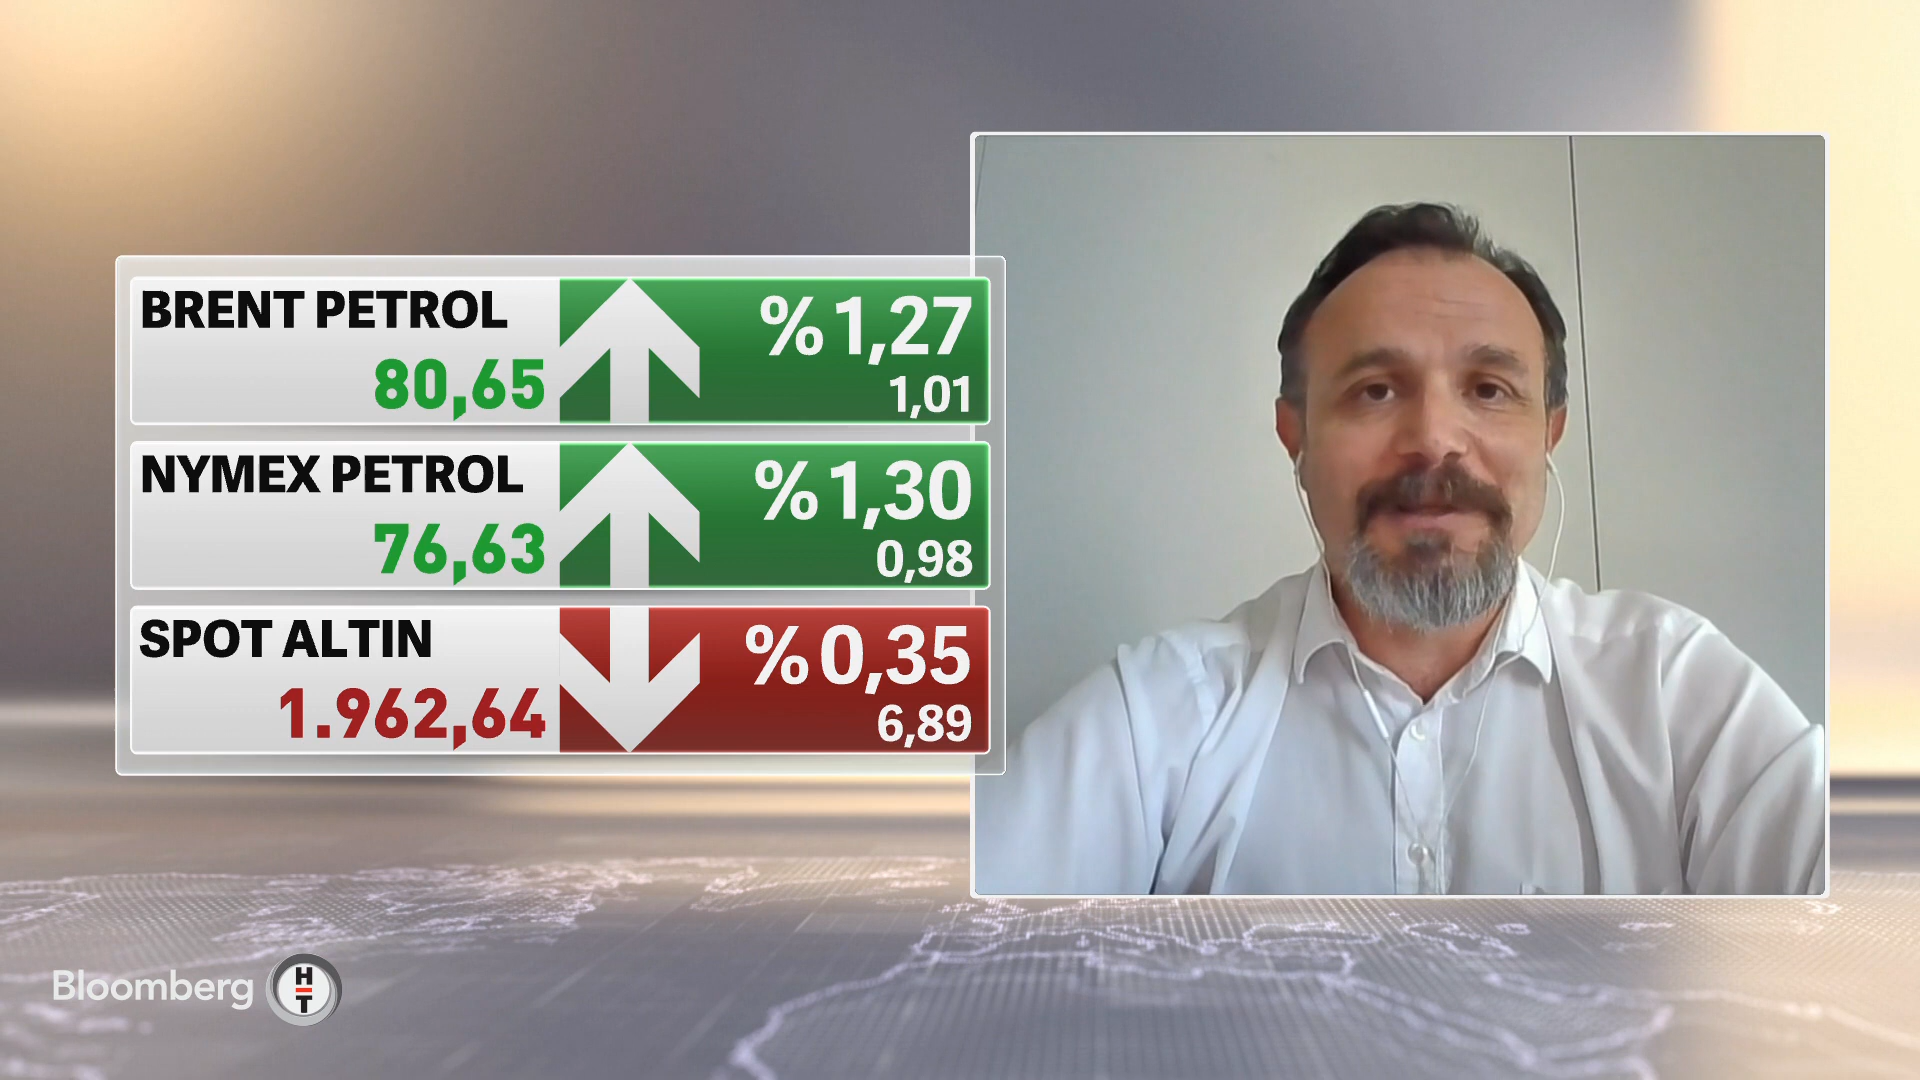 BRENT PETROL
80,65
%1,27
1,01
NYMEX PETROL
76,63
%1,30
0,98
SPOT ALTIN
1.962,64
%0,35
6,89
Bloomberg HT